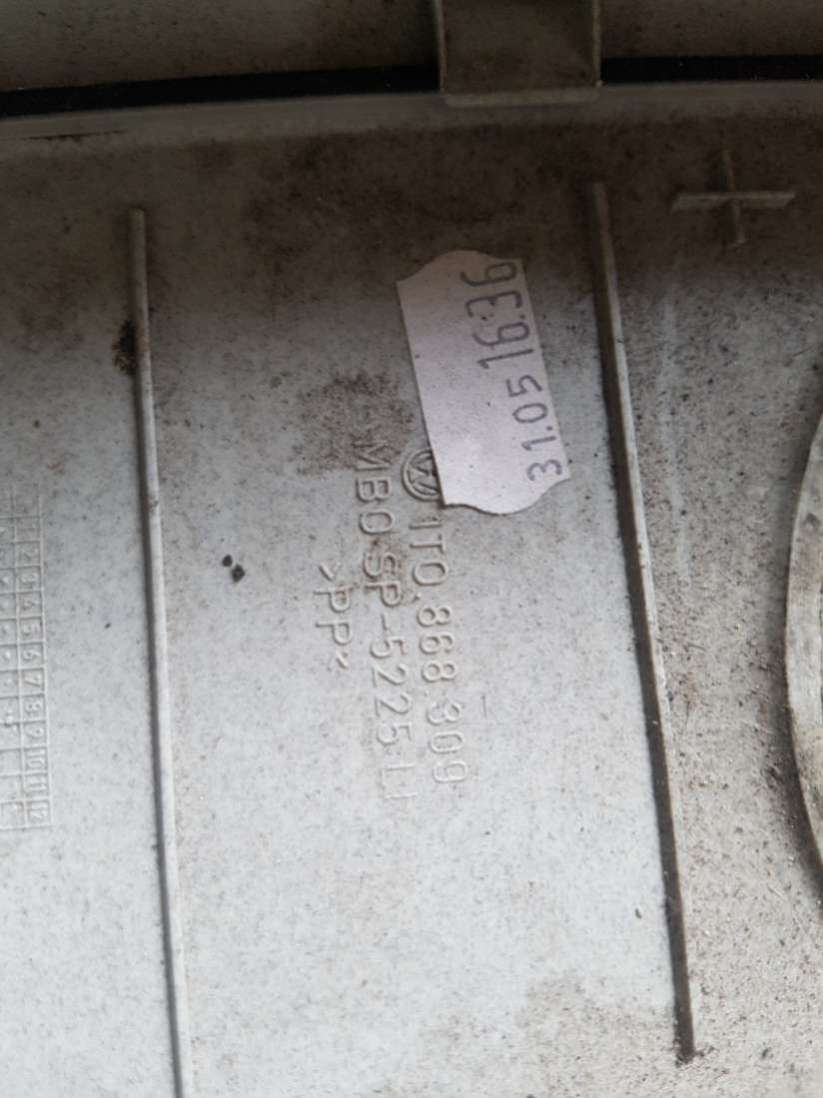 31.05 16:36
1T0.868.309
MBO SP-5225 LI
>PP<